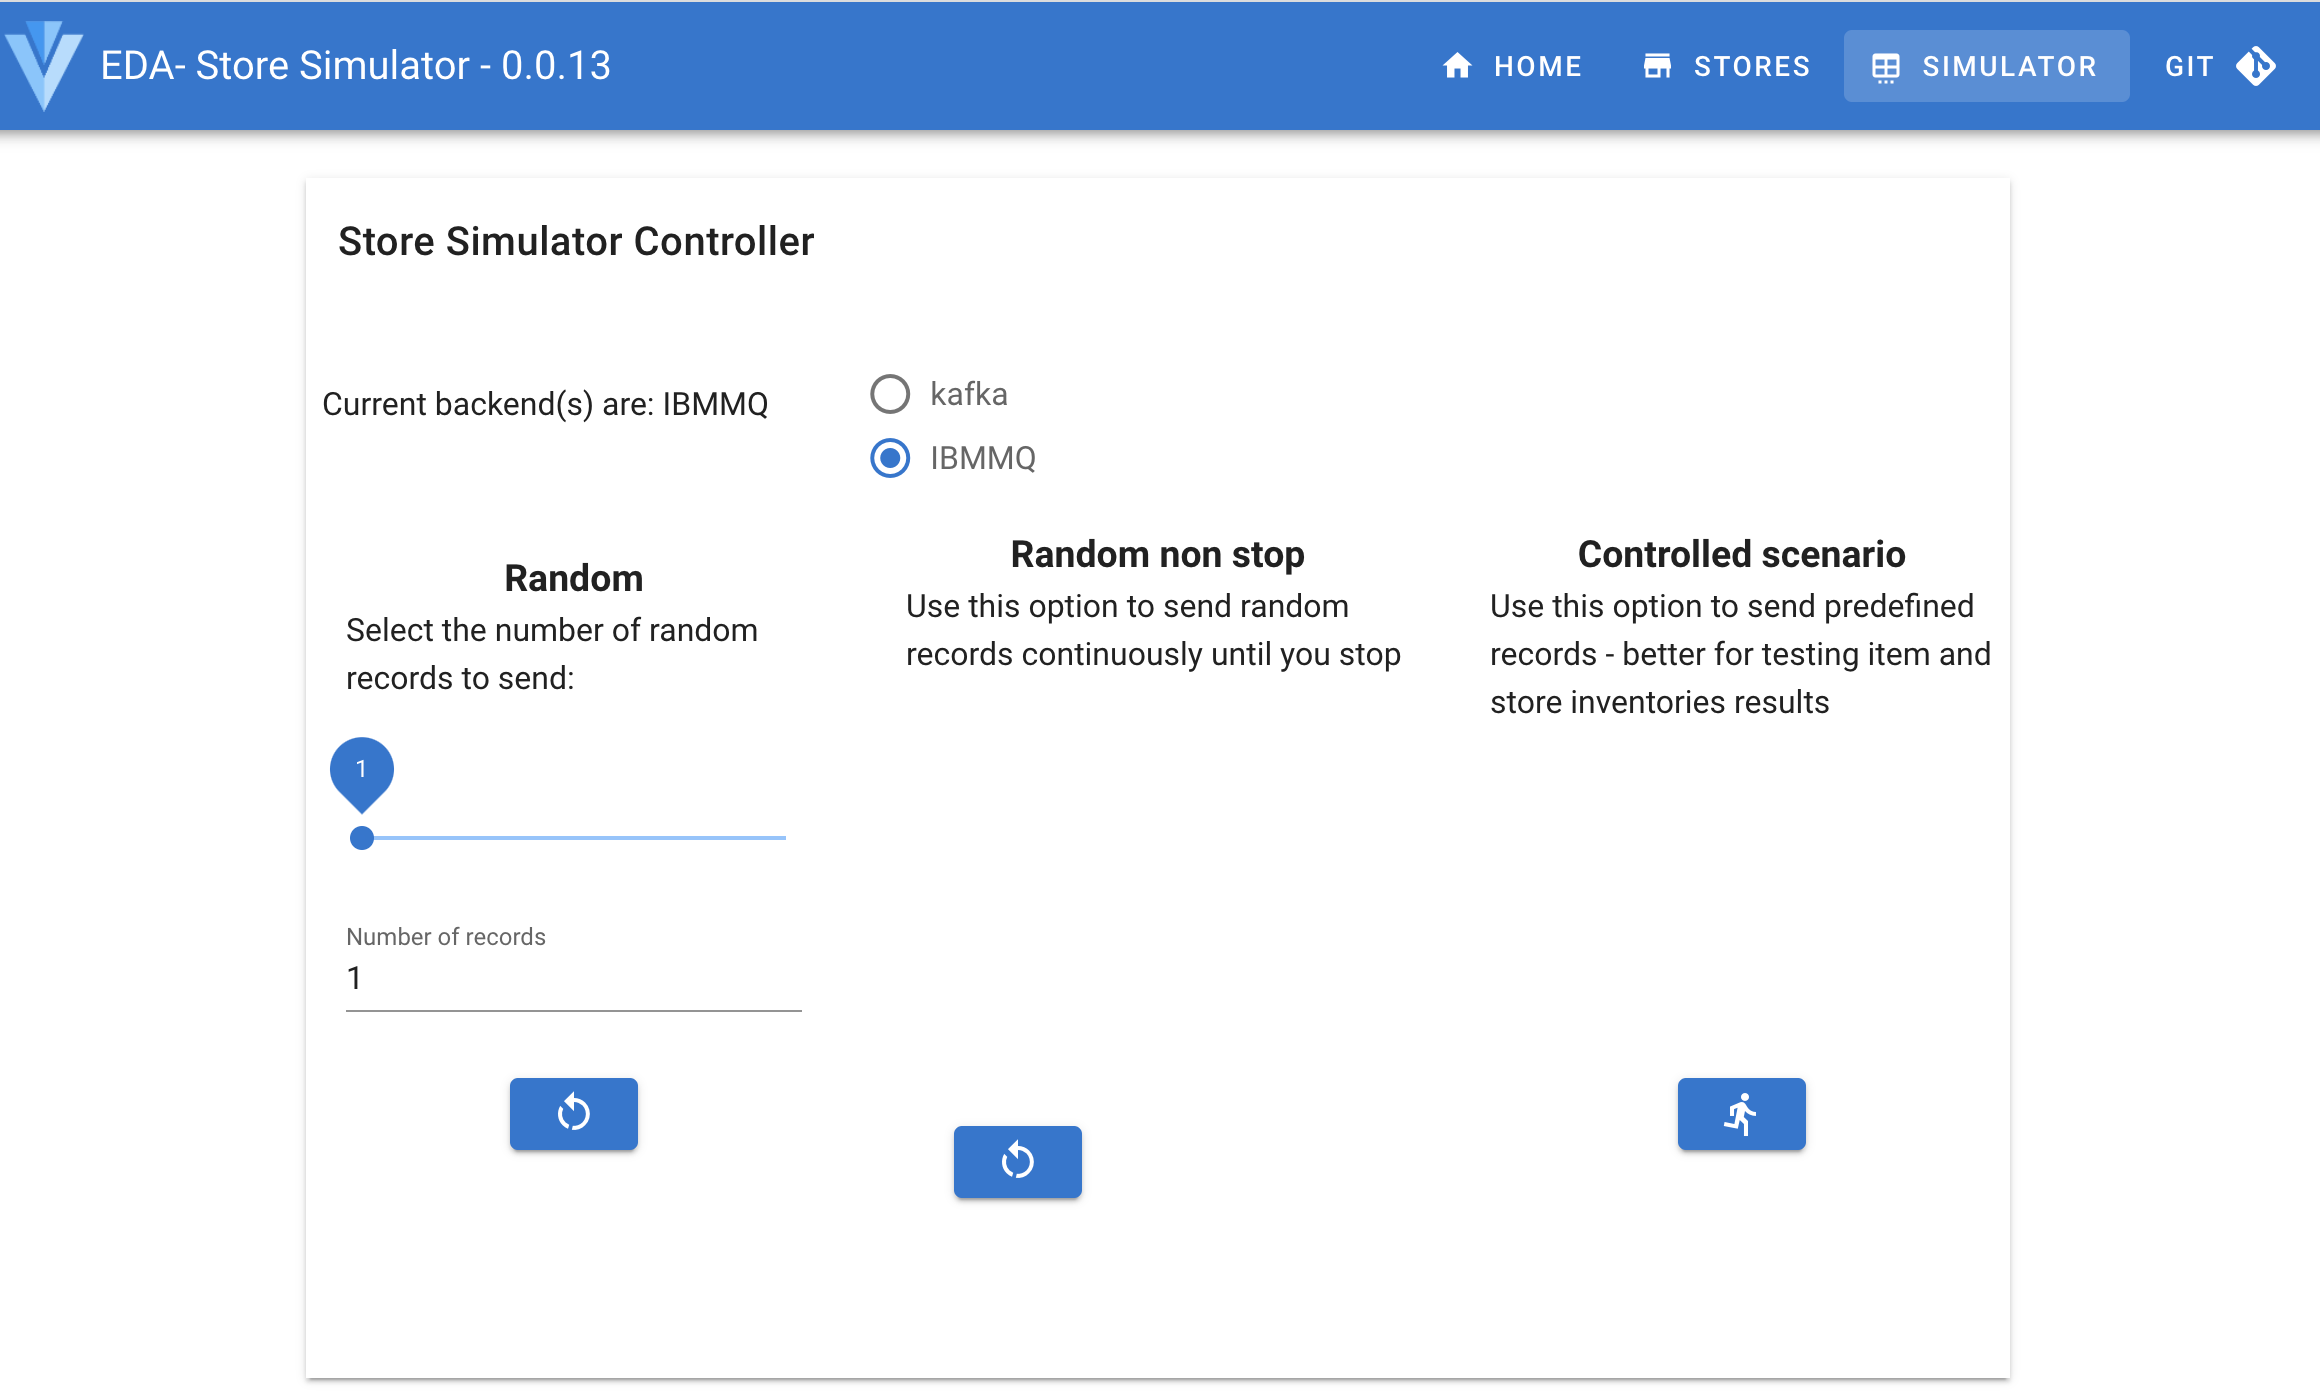 EDA- Store Simulator - 0.0.13
HOME
STORES
SIMULATOR
GIT
Store Simulator Controller
Current backend(s) are: IBMMQ
kafka
IBMMQ
Random
Select the number of random
records to send:
1
Number of records
1
Random non stop
Use this option to send random
records continuously until you stop
Controlled scenario
Use this option to send predefined
records - better for testing item and
store inventories results